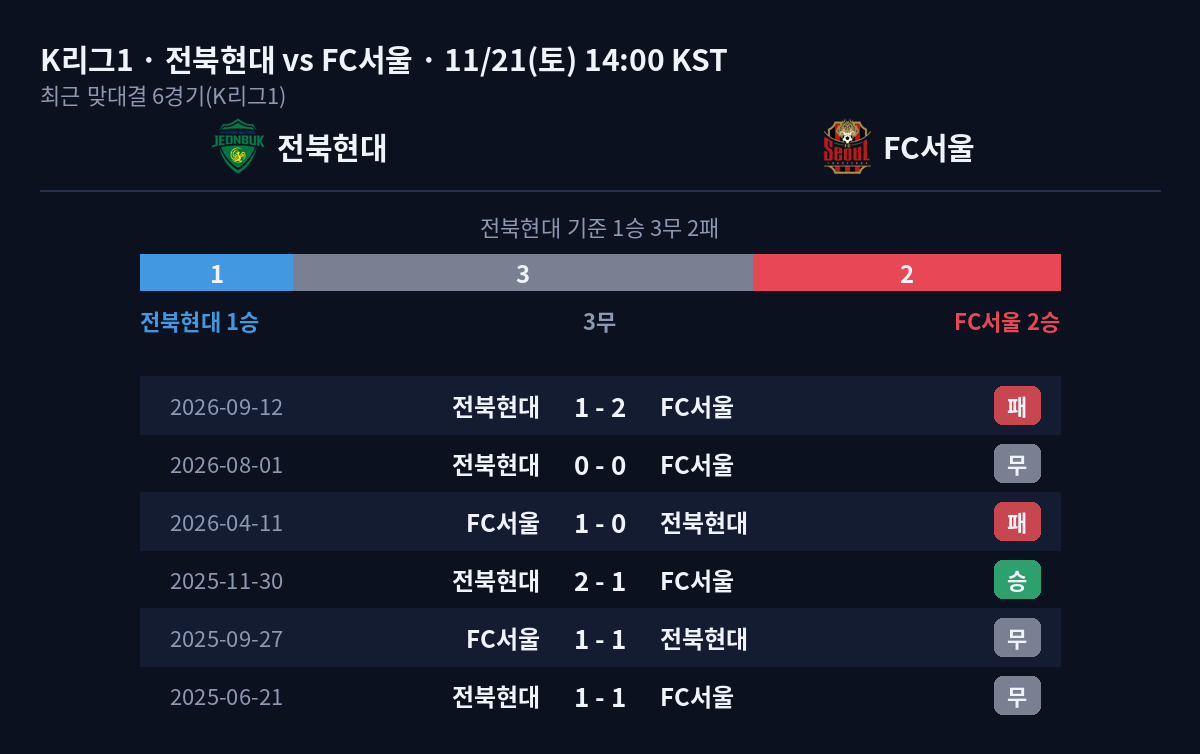 K리그1 · 전북현대 vs FC서울 · 11/21(토) 14:00 KST
최근 맞대결 6경기(K리그1)
JEONBUK 전북현대
Seoul FC서울
전북현대 기준 1승 3무 2패
1 3 2
전북현대 1승 3무 FC서울 2승
2026-09-12 전북현대 1 - 2 FC서울 패
2026-08-01 전북현대 0 - 0 FC서울 무
2026-04-11 FC서울 1 - 0 전북현대 패
2025-11-30 전북현대 2 - 1 FC서울 승
2025-09-27 FC서울 1 - 1 전북현대 무
2025-06-21 전북현대 1 - 1 FC서울 무